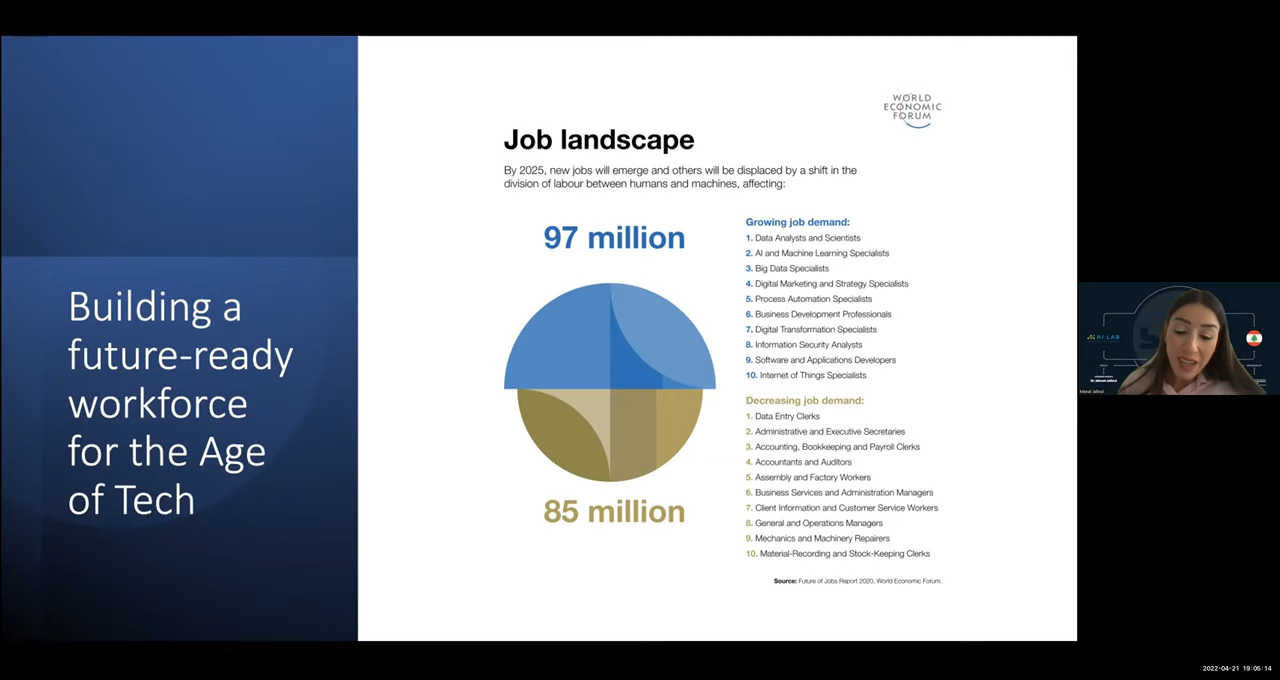 Building a
future-ready
workforce
for the Age
of Tech
WORLD
ECONOMIC
FORUM
Job landscape
By 2025, new jobs will emerge and others will be displaced by a shift in the
division of labour between humans and machines, affecting:
97 million
85 million
Growing job demand:
1. Data Analysts and Scientists
2. AI and Machine Learning Specialists
3. Big Data Specialists
4. Digital Marketing and Strategy Specialists
5. Process Automation Specialists
6. Business Development Professionals
7. Digital Transformation Specialists
8. Information Security Analysts
9. Software and Applications Developers
10. Internet of Things Specialists
Decreasing job demand:
1. Data Entry Clerks
2. Administrative and Executive Secretaries
3. Accounting, Bookkeeping and Payroll Clerks
4. Accountants and Auditors
5. Assembly and Factory Workers
6. Business Services and Administration Managers
7. Client Information and Customer Service Workers
8. General and Operations Managers
9. Mechanics and Machinery Repairers
10. Material-Recording and Stock-Keeping Clerks
Source: Future of Jobs Report 2020, World Economic Forum.
AI LAB
Dr. Manal Jalloul
Manal Jalloul
2022-04-21 19:05:14